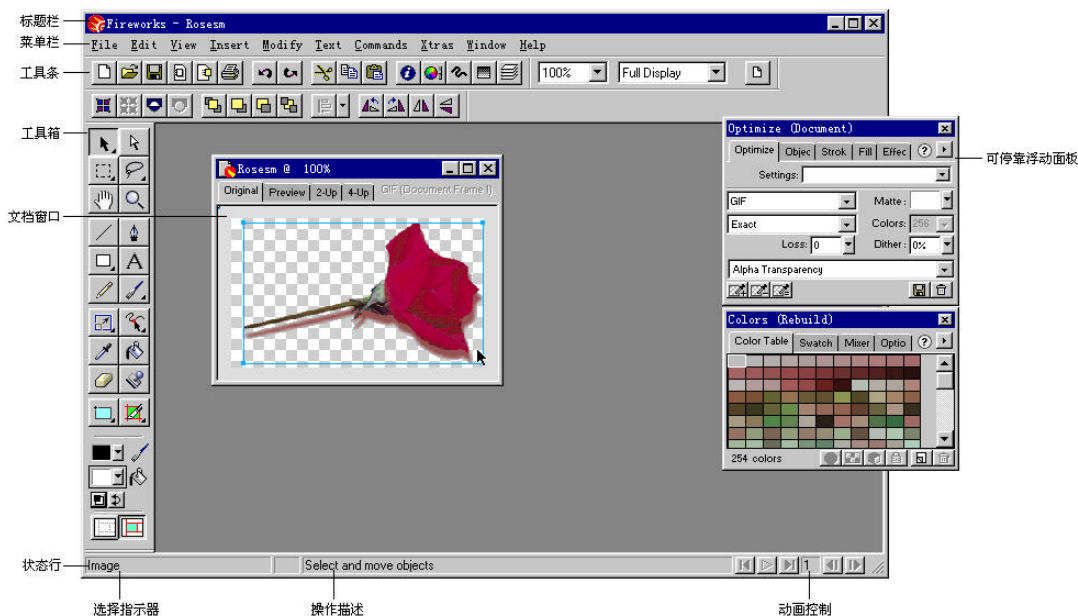 标题栏
Fireworks - Rosesm
菜单栏
File Edit View Insert Modify Text Commands Xtras Window Help
工具条
100% Full Display
工具箱
Optimize (Document)
Optimize Objec Strok Fill Effec ?
可停靠浮动面板
Settings:
GIF Matte:
Exact Colors: 256
Loss: 0 Dither: 0%
Alpha Transparency
Rosesm @ 100%
Original Preview 2-Up 4-Up GIF (Document Frame 1)
文档窗口
Colors (Rebuild)
Color Table Swatch Mixer Optio ?
254 colors
状态行
Image
Select and move objects
1
选择指示器
操作描述
动画控制